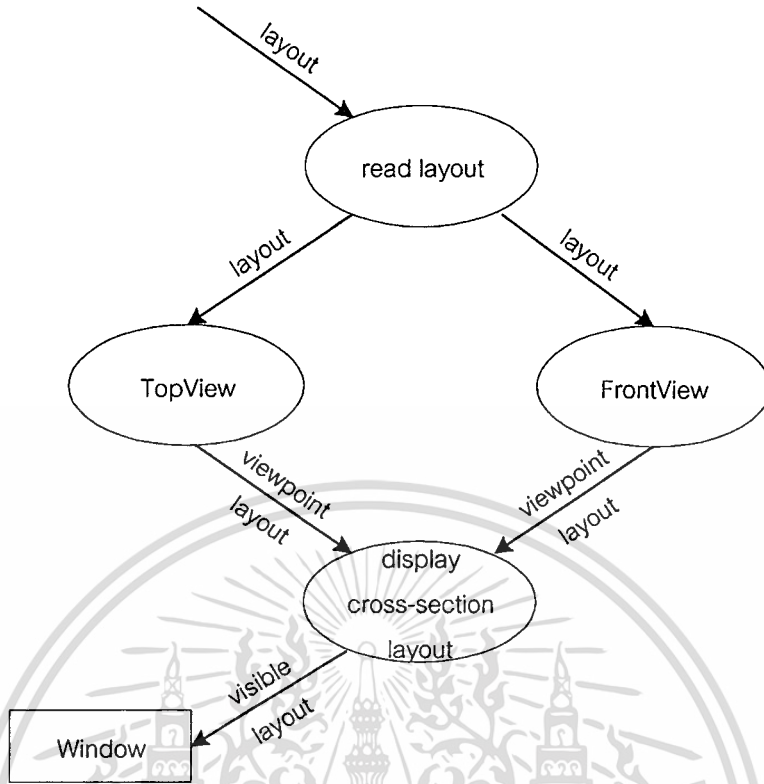 layout
read layout
layout
layout
TopView
FrontView
viewpoint
layout
viewpoint
layout
display
cross-section
layout
visible
layout
Window